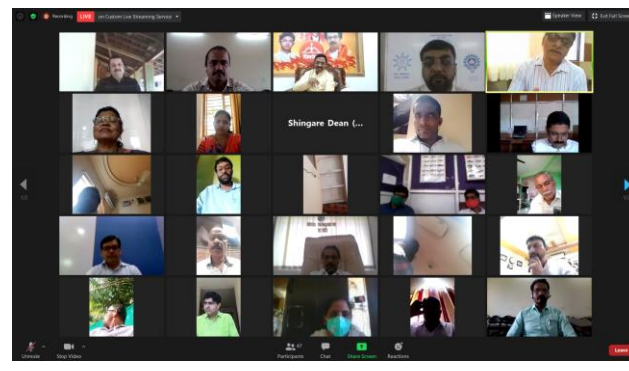 Recording LIVE on Custom Live Streaming Service
Speaker View Exit Full Screen
Shingare Dean (...
Unmute
Stop Video
Participants 67
Chat
Share Screen
Reactions
Leave